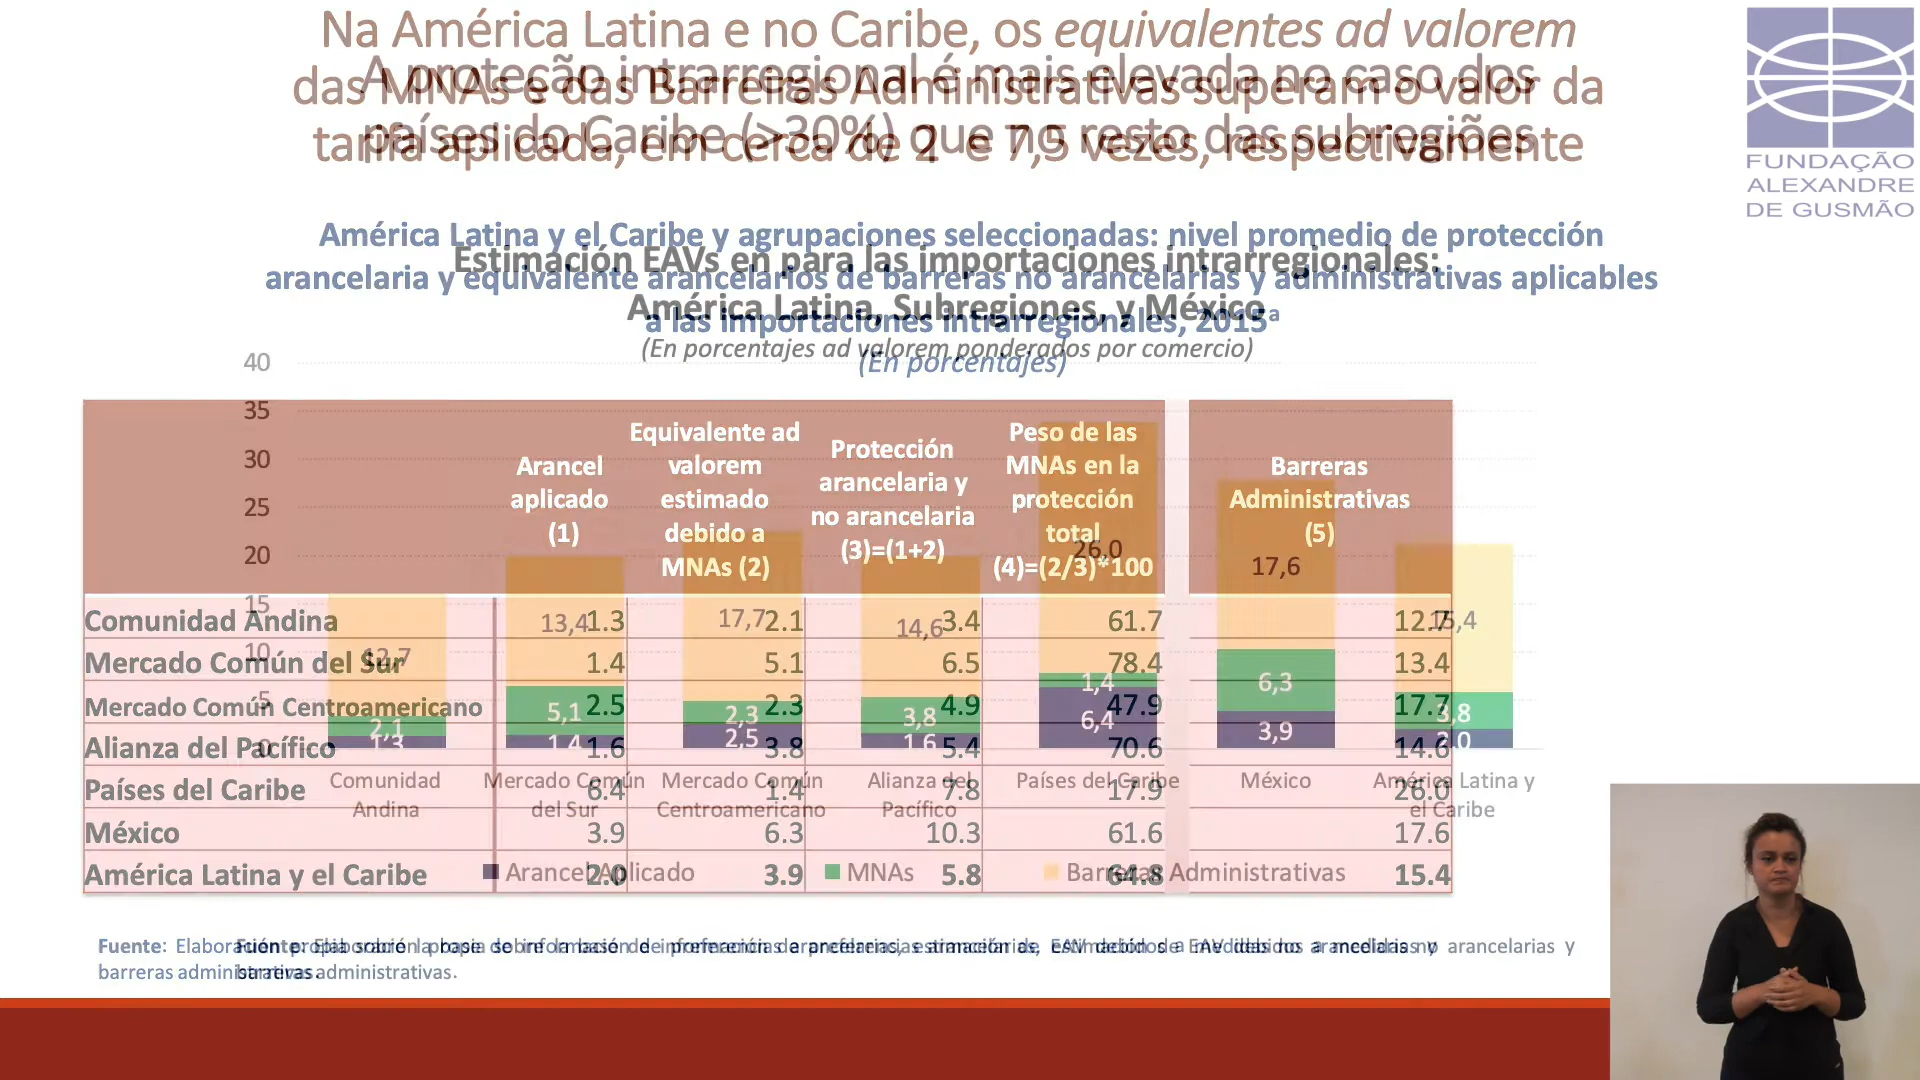 Na América Latina e no Caribe, os equivalentes ad valorem
das MNAs e das Barreiras Administrativas superam o valor da
tarifa aplicada, em cerca de 2 e 7,5 vezes, respectivamente
A proteção intrarregional é mais elevada no caso dos
países do Caribe (>30%) que no resto das subregiões
FUNDAÇÃO
ALEXANDRE
DE GUSMÃO
América Latina y el Caribe y agrupaciones seleccionadas: nivel promedio de protección
arancelaria y equivalente arancelarios de barreras no arancelarias y administrativas aplicables
a las importaciones intrarregionales, 2015ª
(En porcentajes)
Estimación EAVs en para las importaciones intrarregionales:
América Latina, Subregiones, y México
(En porcentajes ad valorem ponderados por comercio)
Arancel aplicado (1)
Equivalente ad valorem estimado debido a MNAs (2)
Protección arancelaria y no arancelaria (3)=(1+2)
Peso de las MNAs en la protección total (4)=(2/3)*100
Barreras Administrativas (5)
Comunidad Andina 1.3 2.1 3.4 61.7 12.7
Mercado Común del Sur 1.4 5.1 6.5 78.4 13.4
Mercado Común Centroamericano 2.5 2.3 4.9 47.9 17.7
Alianza del Pacífico 1.6 3.8 5.4 70.6 14.6
Países del Caribe 6.4 1.4 7.8 17.9 26.0
México 3.9 6.3 10.3 61.6 17.6
América Latina y el Caribe 2.0 3.9 5.8 64.8 15.4
40
35
30
25
20
15
10
5
0
12,7 13,4 17,7 14,6 26,0 17,6 15,4
2,1 5,1 2,3 3,8 1,4 6,3 3,8
1,3 1,4 2,5 1,6 6,4 3,9 2,0
Comunidad Andina
Mercado Común del Sur
Mercado Común Centroamericano
Alianza del Pacífico
Países del Caribe
México
América Latina y el Caribe
Arancel Aplicado MNAs Barreras Administrativas
Fuente: Elaboración propia sobre la base de información de preferencias arancelarias, estimación de EAV debidos a medidas no arancelarias y
barreras administrativas.